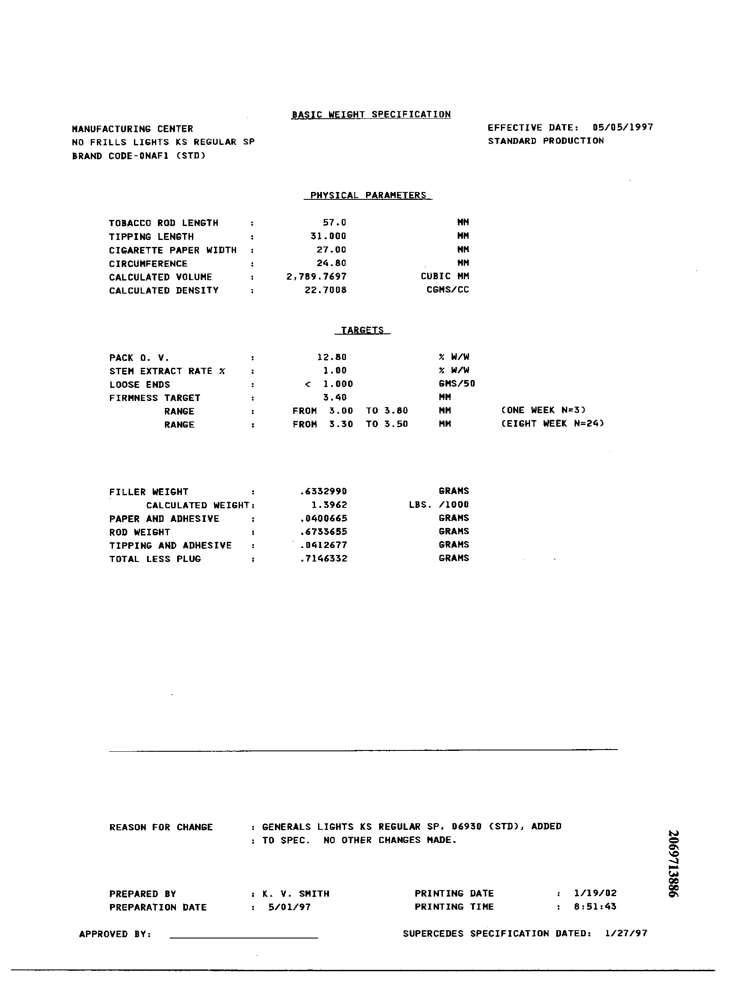 BASIC WEIGHT SPECIFICATION
MANUFACTURING CENTER EFFECTIVE DATE: 05/05/1997
NO FRILLS LIGHTS KS REGULAR SP STANDARD PRODUCTION
BRAND CODE-0NAF1 (STD)
PHYSICAL PARAMETERS
TOBACCO ROD LENGTH : 57.0 MM
TIPPING LENGTH : 31.000 MM
CIGARETTE PAPER WIDTH : 27.00 MM
CIRCUMFERENCE : 24.80 MM
CALCULATED VOLUME : 2,789.7697 CUBIC MM
CALCULATED DENSITY : 22.7008 CGMS/CC
TARGETS
PACK O. V. : 12.80 % W/W
STEM EXTRACT RATE % : 1.00 % W/W
LOOSE ENDS : < 1.000 GMS/50
FIRMNESS TARGET : 3.40 MM
RANGE : FROM 3.00 TO 3.80 MM (ONE WEEK N=3)
RANGE : FROM 3.30 TO 3.50 MM (EIGHT WEEK N=24)
FILLER WEIGHT : .6332990 GRAMS
CALCULATED WEIGHT: 1.3962 LBS. /1000
PAPER AND ADHESIVE : .0400665 GRAMS
ROD WEIGHT : .6733655 GRAMS
TIPPING AND ADHESIVE : .0412677 GRAMS
TOTAL LESS PLUG : .7146332 GRAMS
REASON FOR CHANGE : GENERALS LIGHTS KS REGULAR SP, 06930 (STD), ADDED
: TO SPEC. NO OTHER CHANGES MADE.
PREPARED BY : K. V. SMITH PRINTING DATE : 1/19/02
PREPARATION DATE : 5/01/97 PRINTING TIME : 8:51:43
APPROVED BY: SUPERCEDES SPECIFICATION DATED: 1/27/97
2069713886